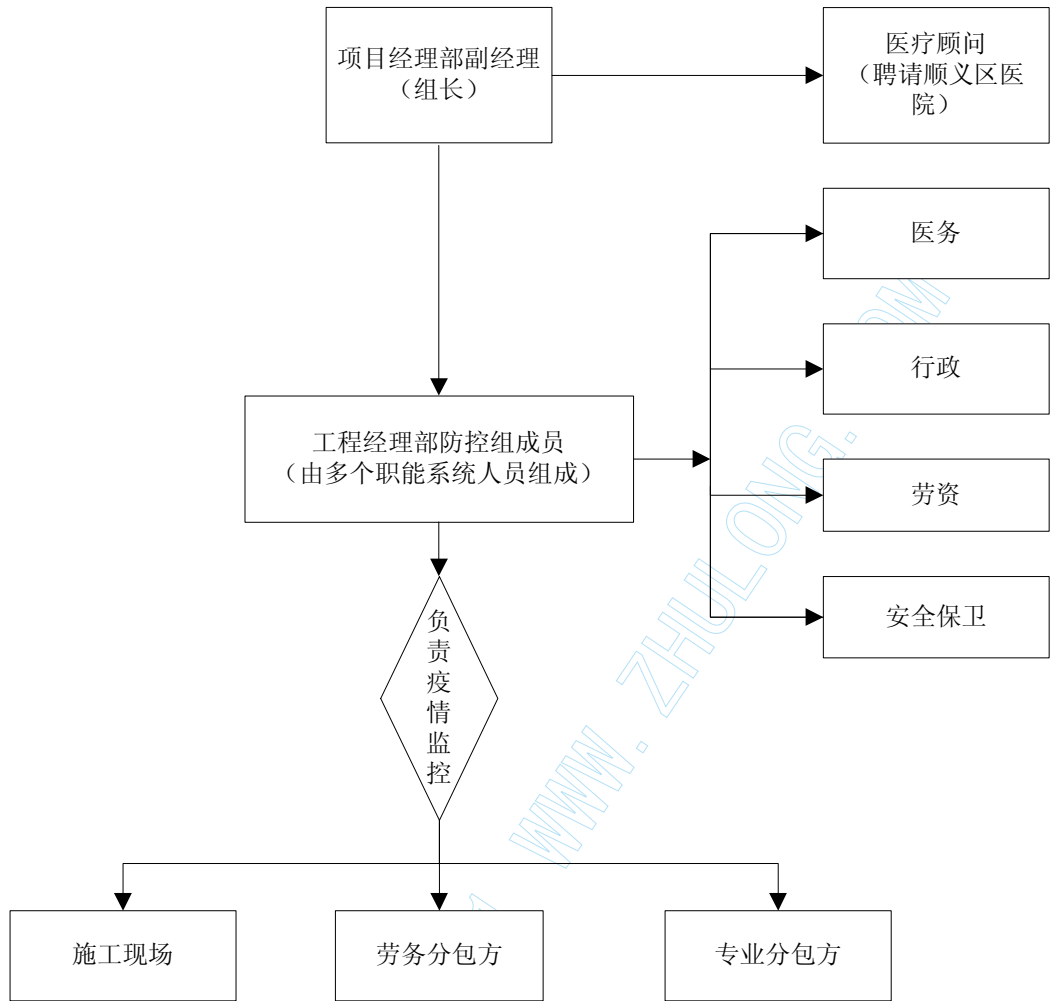 项目经理部副经理
（组长）
医疗顾问
（聘请顺义区医
院）
医务
行政
工程经理部防控组成员
（由多个职能系统人员组成）
劳资
安全保卫
负责疫情监控
施工现场
劳务分包方
专业分包方
WWW. ZHULONG.